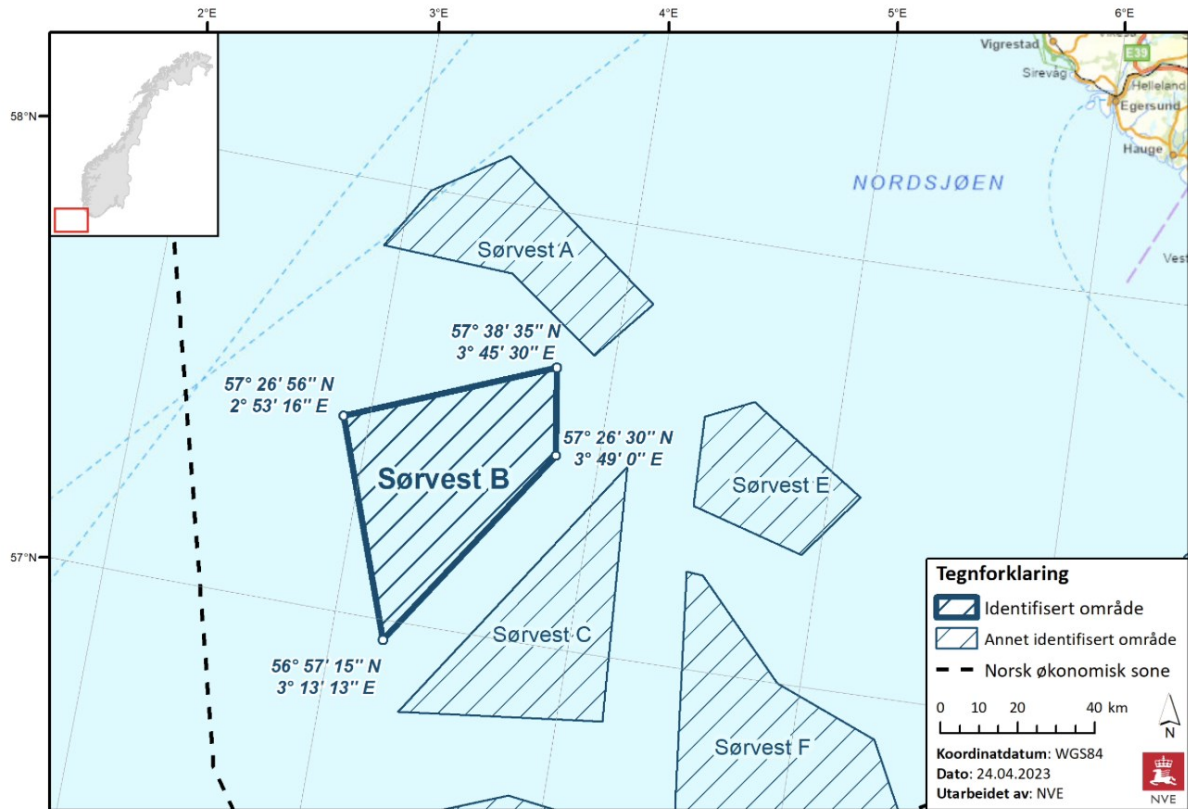 2°E
3°E
4°E
5°E
6°E
Vigrestad
E39
Sirevåg
Helleland
Egersund
58°N
Hauge
NORDSJØEN
Sørvest A
57° 38' 35" N
3° 45' 30" E
57° 26' 56" N
2° 53' 16" E
57° 26' 30" N
3° 49' 0" E
Sørvest B
Sørvest E
57°N
Sørvest C
56° 57' 15" N
3° 13' 13" E
Sørvest F
Tegnforklaring
Identifisert område
Annet identifisert område
Norsk økonomisk sone
0 10 20 40 km
N
Koordinatdatum: WGS84
Dato: 24.04.2023
Utarbeidet av: NVE
NVE